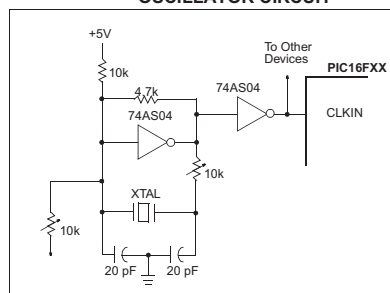 OSCILLATOR CIRCUIT
+5V
To Other
Devices
PIC16FXX
10k
4.7k
74AS04
74AS04
CLKIN
10k
XTAL
10k
20 pF
20 pF